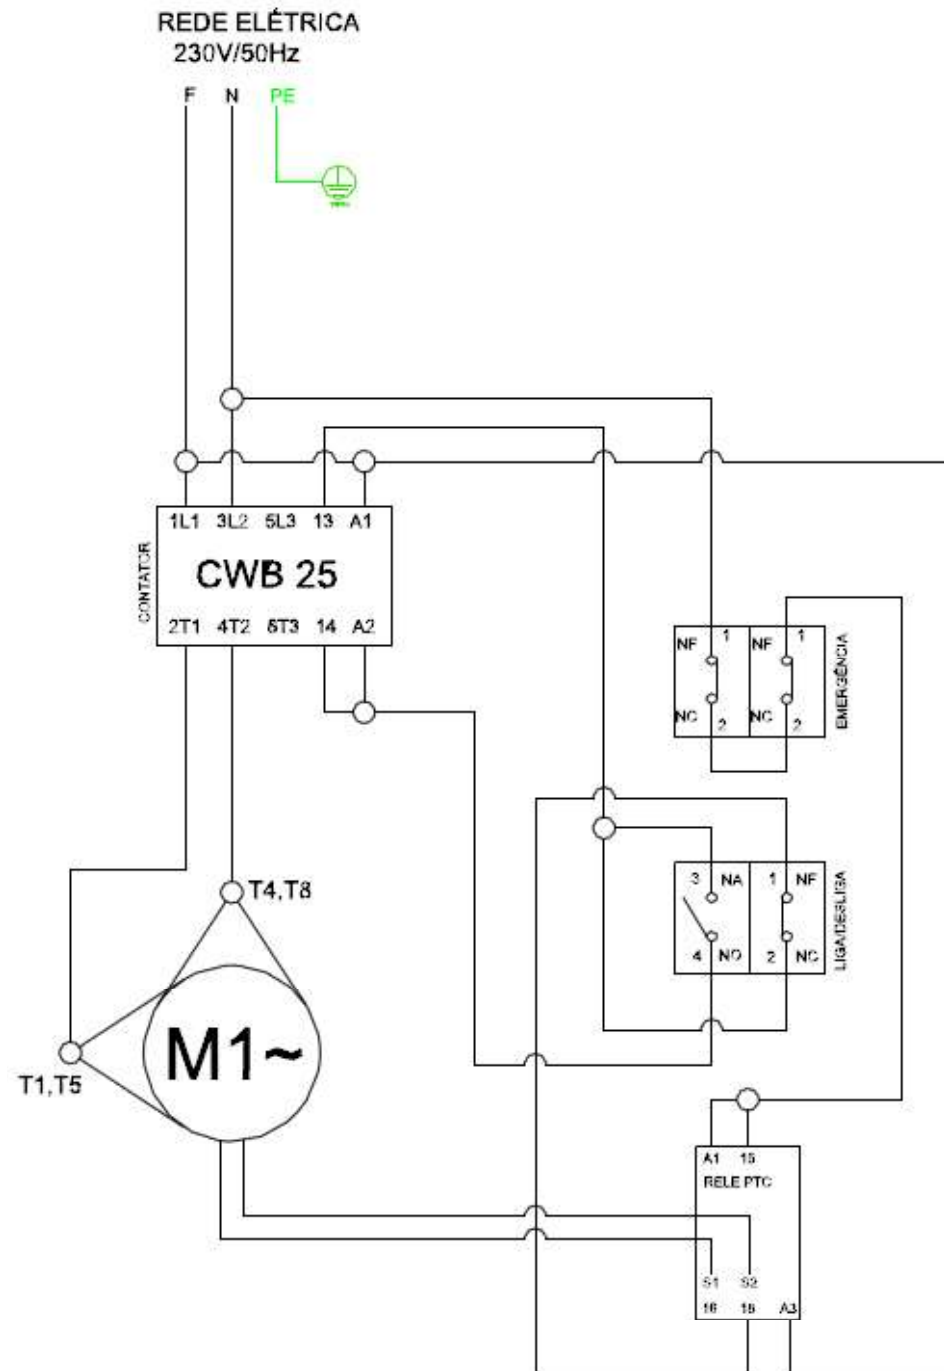 REDE ELÉTRICA
230V/50Hz
F N PE
1L1 3L2 5L3 13 A1
CONTATOR
CWB 25
2T1 4T2 6T3 14 A2
NF 1 NF 1
EMERGÊNCIA
NC 2 NC 2
T4,T8
3 NA 1 NF
LIGA/DESLIGA
4 NO 2 NC
M1~
T1,T5
A1 15
RELE PTC
S1 S2
16 18 A3